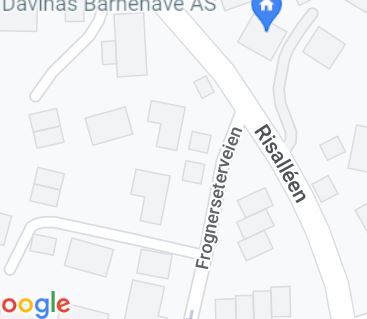 Davinas Barnehave AS
Risalléen
Frognerseterveien
oogle